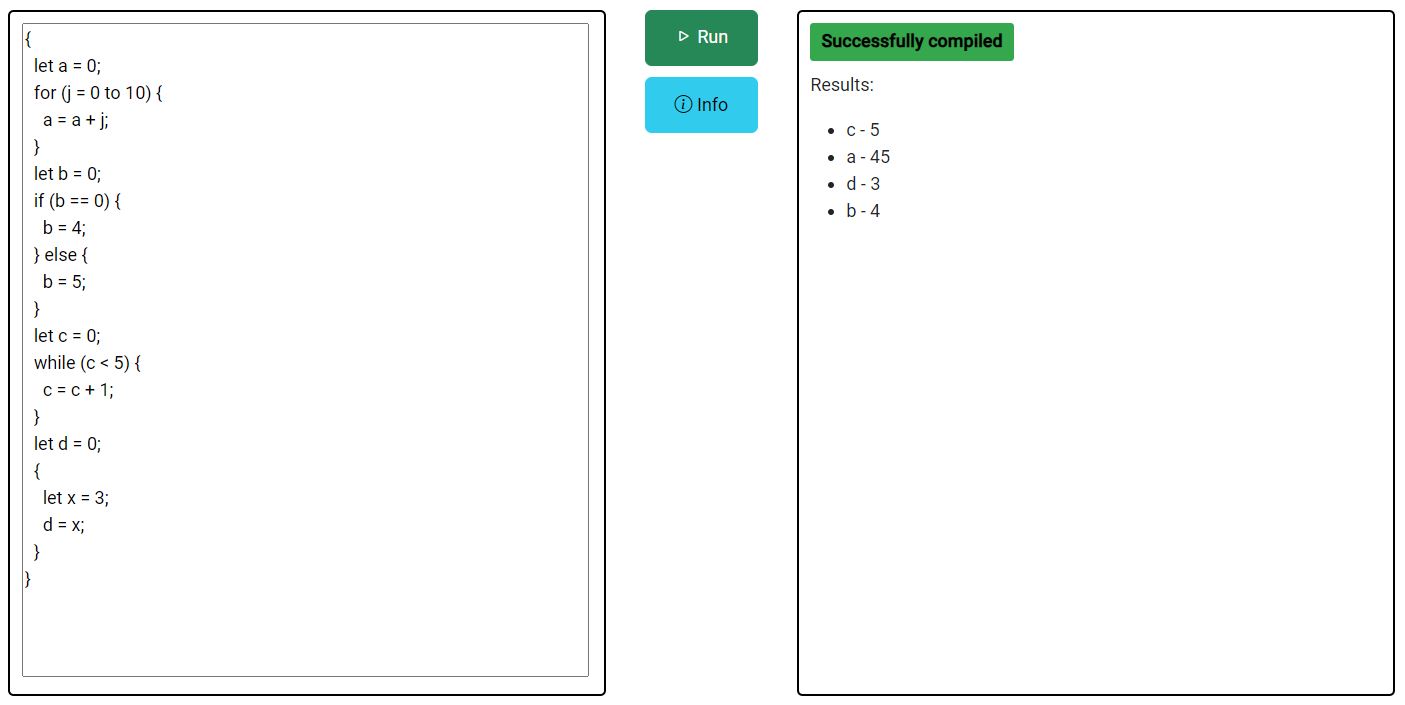 {
let a = 0;
for (j = 0 to 10) {
a = a + j;
}
let b = 0;
if (b == 0) {
b = 4;
} else {
b = 5;
}
let c = 0;
while (c < 5) {
c = c + 1;
}
let d = 0;
{
let x = 3;
d = x;
}
}
Run
Info
Successfully compiled
Results:
• c - 5
• a - 45
• d - 3
• b - 4